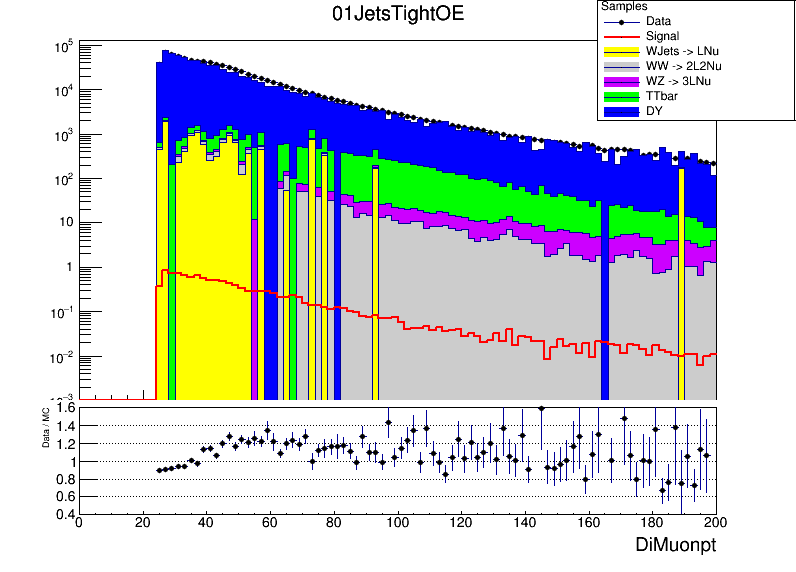 01JetsTightOE
Samples
Data
Signal
WJets -> LNu
WW -> 2L2Nu
WZ -> 3LNu
TTbar
DY
10^5
10^4
10^3
10^2
10
1
10^-1
10^-2
10^-3
Data / MC
1.6
1.4
1.2
1
0.8
0.6
0.4
0 20 40 60 80 100 120 140 160 180 200
DiMuonpt